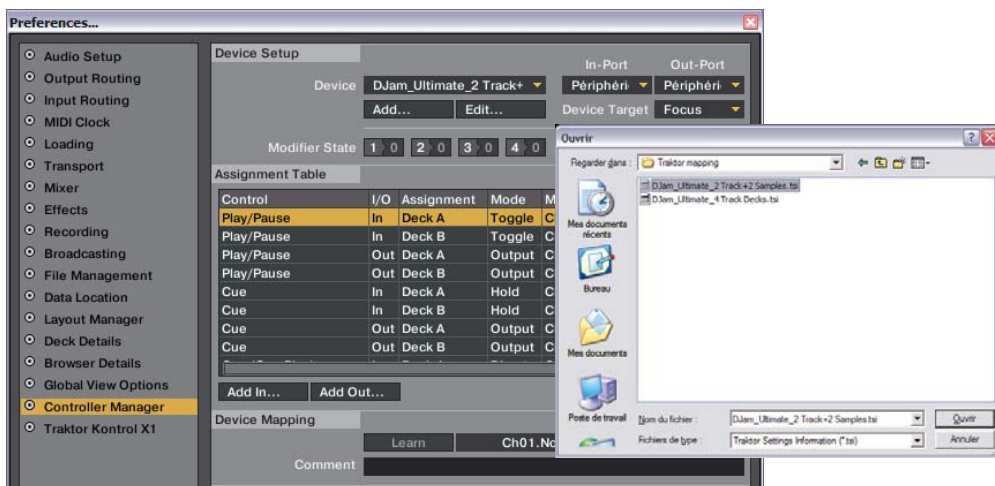 Preferences...
Audio Setup
Output Routing
Input Routing
MIDI Clock
Loading
Transport
Mixer
Effects
Recording
Broadcasting
File Management
Data Location
Layout Manager
Deck Details
Browser Details
Global View Options
Controller Manager
Traktor Kontrol X1
Device Setup
In-Port Out-Port
Device DJam_Ultimate_2 Track+ Périphéri Périphéri
Add... Edit... Device Target Focus
Modifier State 1 0 2 0 3 0 4 0
Assignment Table
Control I/O Assignment Mode M
Play/Pause In Deck A Toggle C
Play/Pause In Deck B Toggle C
Play/Pause Out Deck A Output C
Play/Pause Out Deck B Output C
Cue In Deck A Hold C
Cue In Deck B Hold C
Cue Out Deck A Output C
Cue Out Deck B Output C
Add In... Add Out...
Device Mapping
Learn Ch01.No
Comment
Ouvrir
Regarder dans : Traktor mapping
DJam_Ultimate_2 Track+2 Samples.tsi
DJam_Ultimate_4 Track Decks.tsi
Mes documents récents
Bureau
Mes documents
Poste de travail
Nom du fichier : DJam_Ultimate_2 Track+2 Samples.tsi Ouvrir
Fichiers de type : Traktor Settings Information (*.tsi) Annuler